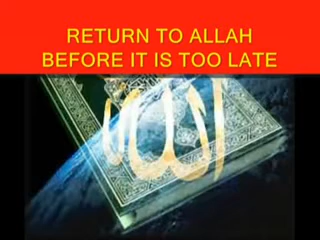 RETURN TO ALLAH
BEFORE IT IS TOO LATE
الله